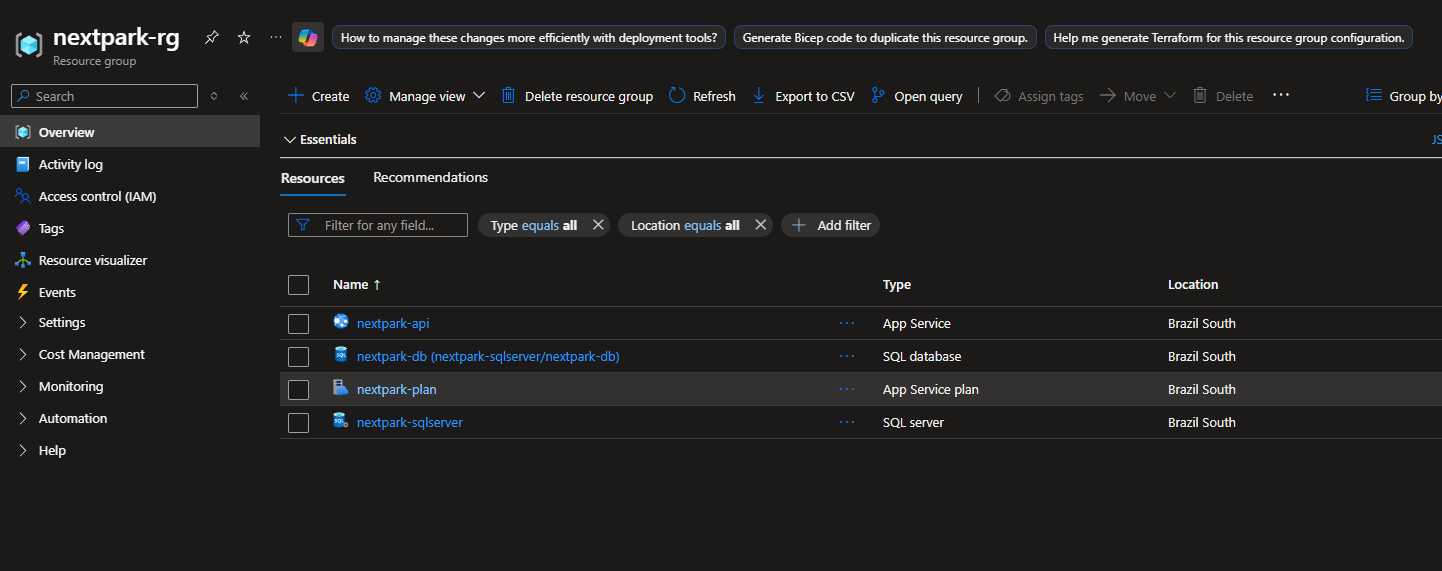 nextpark-rg
Resource group
How to manage these changes more efficiently with deployment tools?
Generate Bicep code to duplicate this resource group.
Help me generate Terraform for this resource group configuration.
Search
Overview
Activity log
Access control (IAM)
Tags
Resource visualizer
Events
Settings
Cost Management
Monitoring
Automation
Help
Create Manage view Delete resource group Refresh Export to CSV Open query Assign tags Move Delete Group by
Essentials JS
Resources Recommendations
Filter for any field... Type equals all Location equals all Add filter
Name ↑ Type Location
nextpark-api App Service Brazil South
nextpark-db (nextpark-sqlserver/nextpark-db) SQL database Brazil South
nextpark-plan App Service plan Brazil South
nextpark-sqlserver SQL server Brazil South